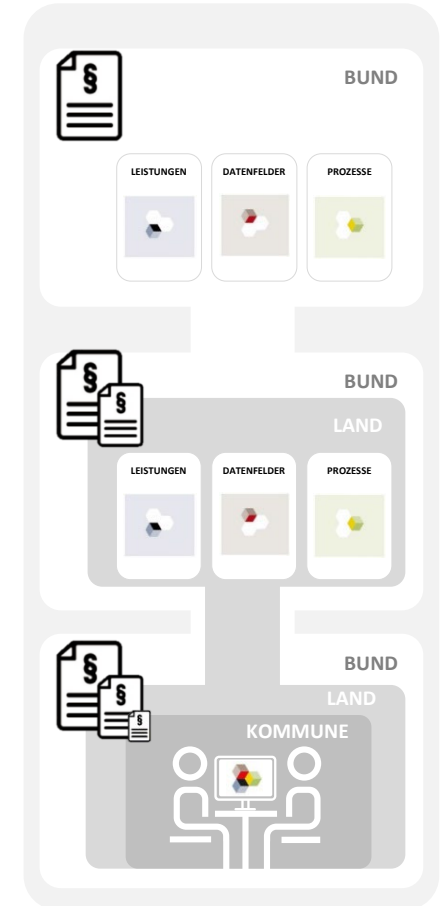 §
BUND
LEISTUNGEN
DATENFELDER
PROZESSE
§
§
BUND
LAND
LEISTUNGEN
DATENFELDER
PROZESSE
§
§
§
BUND
LAND
KOMMUNE